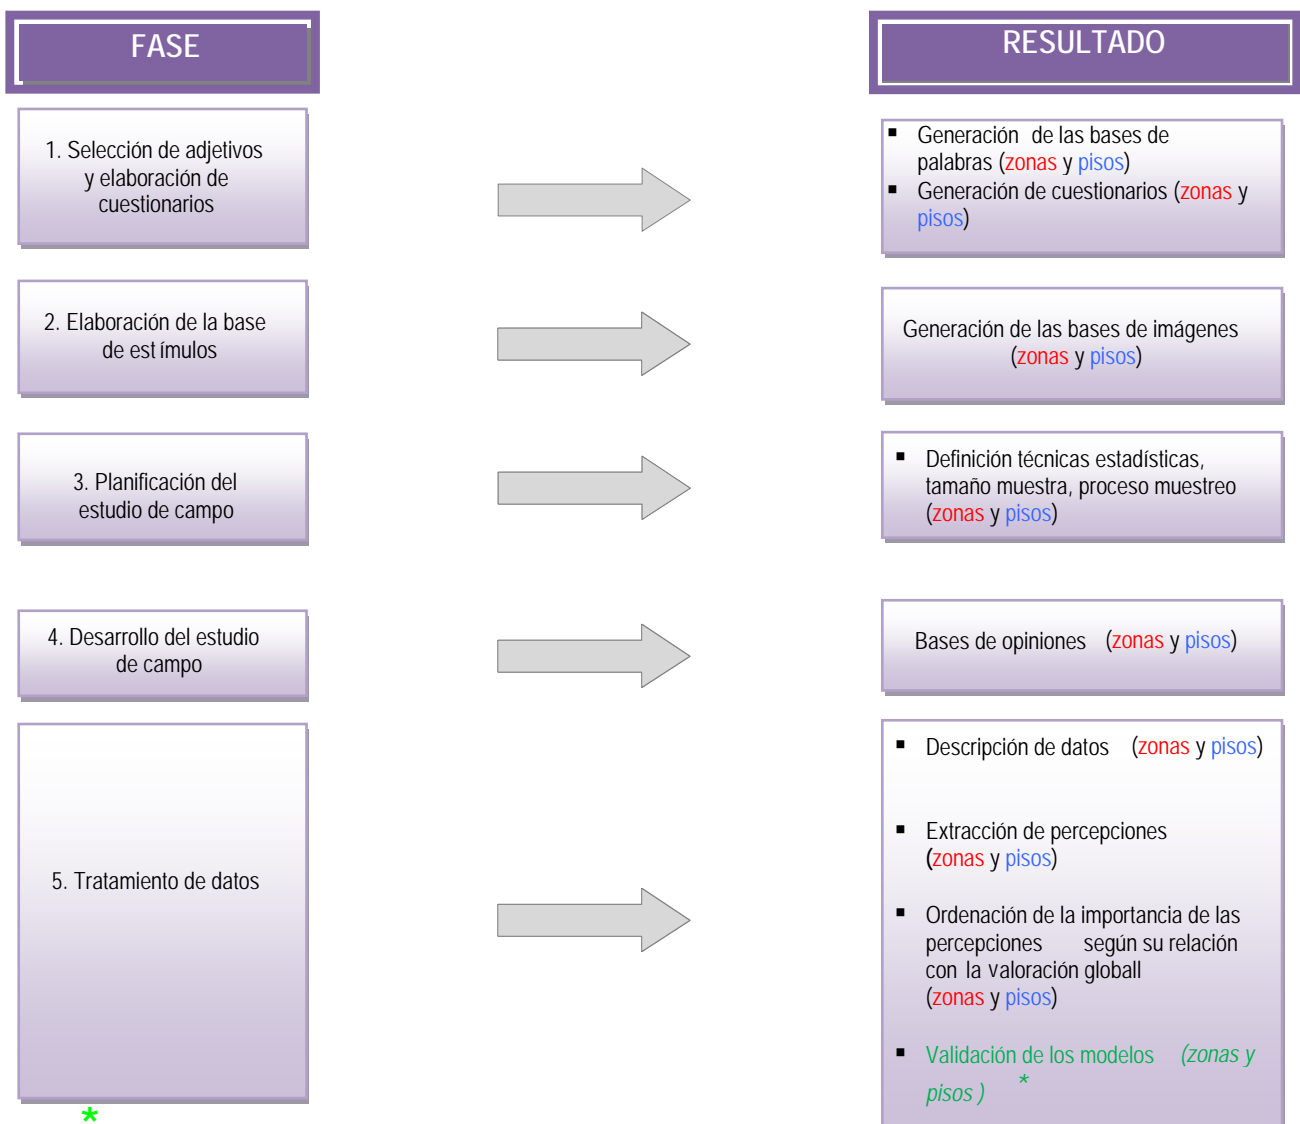 FASE
RESULTADO
1. Selección de adjetivos
y elaboración de
cuestionarios
▪ Generación de las bases de
palabras (zonas y pisos)
▪ Generación de cuestionarios (zonas y
pisos)
2. Elaboración de la base
de est ímulos
Generación de las bases de imágenes
(zonas y pisos)
3. Planificación del
estudio de campo
▪ Definición técnicas estadísticas,
tamaño muestra, proceso muestreo
(zonas y pisos)
4. Desarrollo del estudio
de campo
Bases de opiniones (zonas y pisos)
5. Tratamiento de datos
▪ Descripción de datos (zonas y pisos)
▪ Extracción de percepciones
(zonas y pisos)
▪ Ordenación de la importancia de las
percepciones según su relación
con la valoración globall
(zonas y pisos)
▪ Validación de los modelos (zonas y
pisos ) *
*